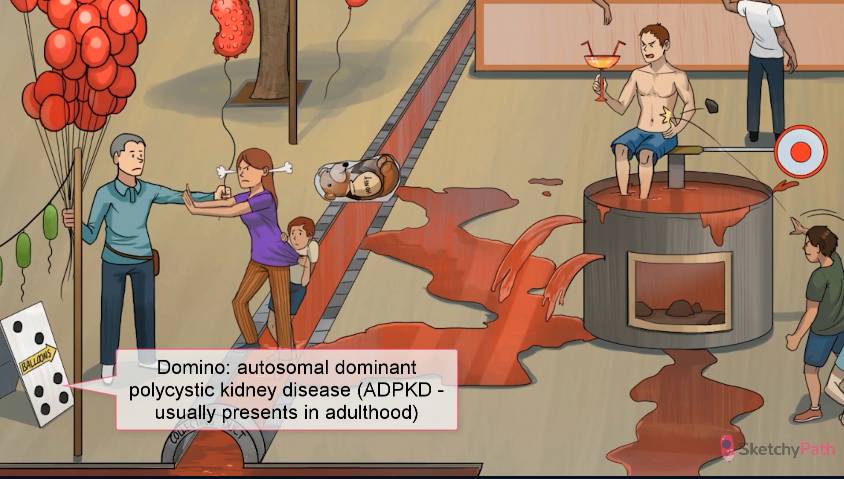 BALLOONS
Domino: autosomal dominant
polycystic kidney disease (ADPKD -
usually presents in adulthood)
SketchyPath